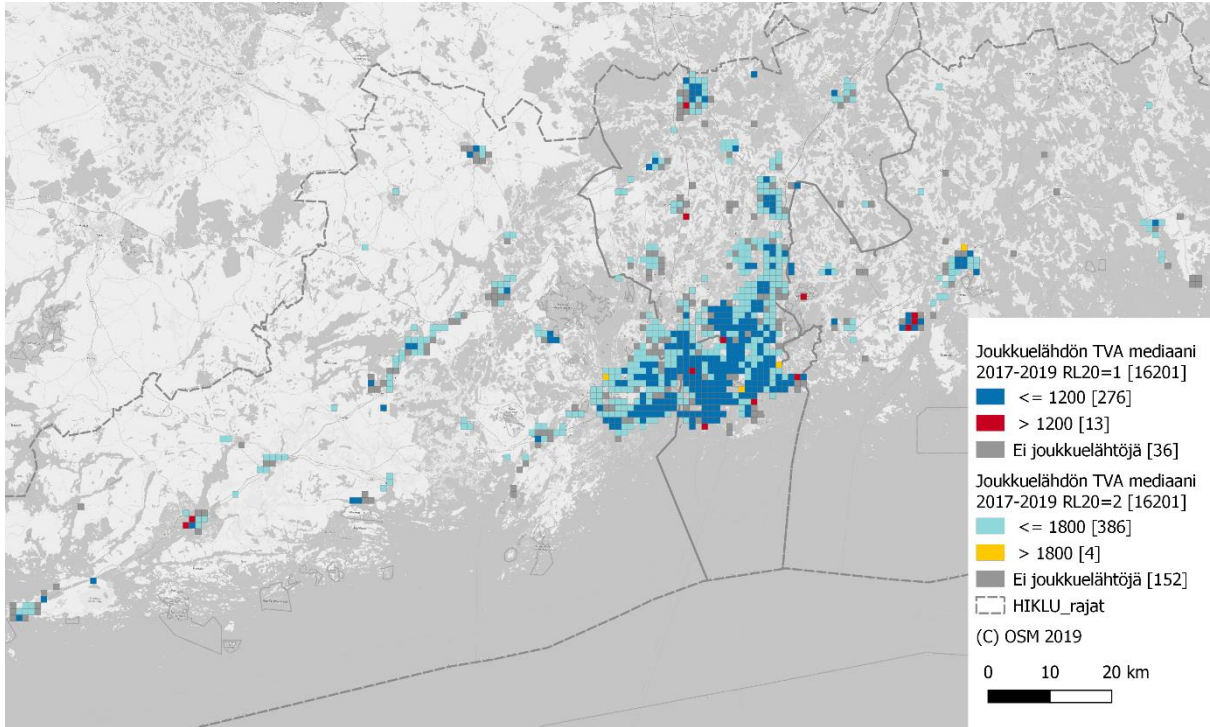 Joukkuelähdön TVA mediaani
2017-2019 RL20=1 [16201]
<= 1200 [276]
> 1200 [13]
Ei joukkuelähtöjä [36]
Joukkuelähdön TVA mediaani
2017-2019 RL20=2 [16201]
<= 1800 [386]
> 1800 [4]
Ei joukkuelähtöjä [152]
HIKLU_rajat
(C) OSM 2019
0 10 20 km